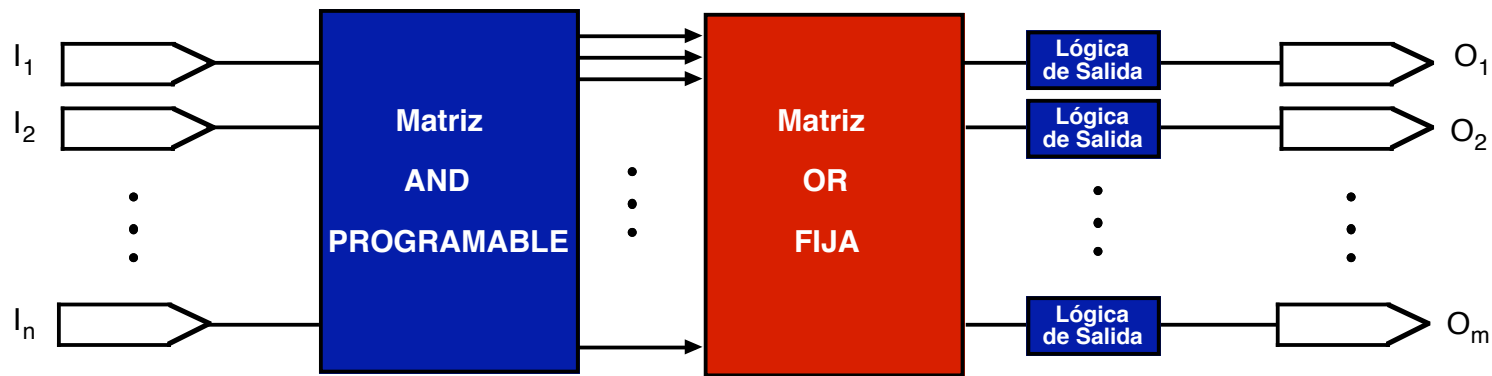 I1
I2
In
Matriz
AND
PROGRAMABLE
Matriz
OR
FIJA
Lógica
de Salida
Lógica
de Salida
Lógica
de Salida
O1
O2
Om